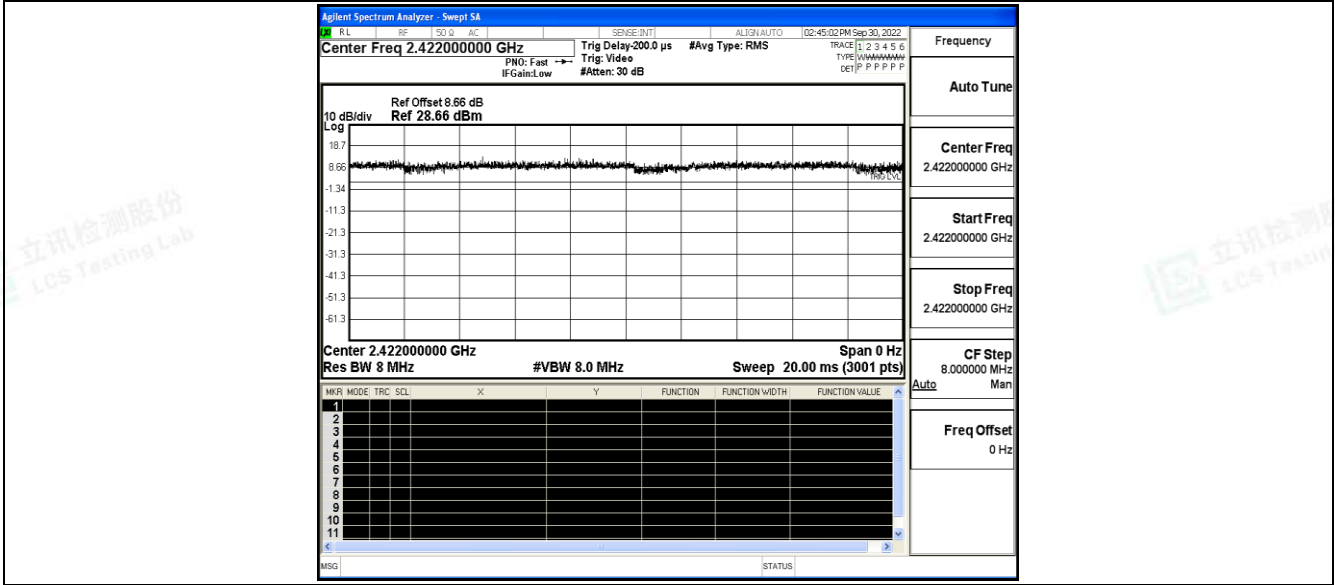 Agilent Spectrum Analyzer - Swept SA
RL RF 50 Ω AC SENSE:INT ALIGNAUTO 02:45:02 PM Sep 30, 2022
Center Freq 2.422000000 GHz
PNO: Fast
IFGain:Low
Trig Delay-200.0 µs
Trig: Video
#Atten: 30 dB
#Avg Type: RMS
TRACE 1 2 3 4 5 6
TYPE
DET P P P P P P
Ref Offset 8.66 dB
10 dB/div Ref 28.66 dBm
Log
18.7
8.66
TRIG LVL
-1.34
-11.3
-21.3
-31.3
-41.3
-51.3
-61.3
Center 2.422000000 GHz Span 0 Hz
Res BW 8 MHz #VBW 8.0 MHz Sweep 20.00 ms (3001 pts)
MKR MODE TRC SCL X Y FUNCTION FUNCTION WIDTH FUNCTION VALUE
1
2
3
4
5
6
7
8
9
10
11
MSG STATUS
Frequency
Auto Tune
Center Freq
2.422000000 GHz
Start Freq
2.422000000 GHz
Stop Freq
2.422000000 GHz
CF Step
8.000000 MHz
Auto Man
Freq Offset
0 Hz
立讯检测股份
LCS Testing Lab
立讯检测股
LCS Testin